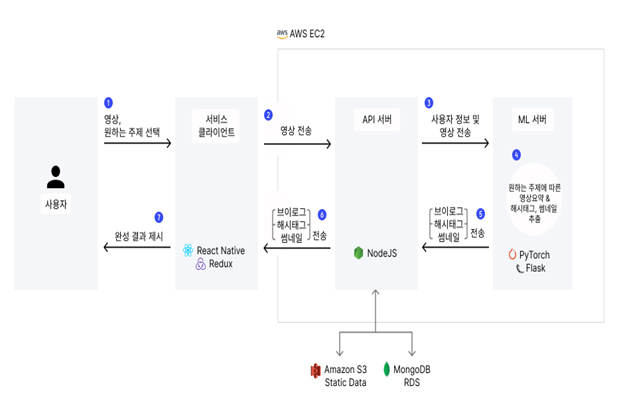 aws AWS EC2
1
영상,
원하는 주제 선택
서비스
클라이언트
2
영상 전송
API 서버
3
사용자 정보 및
영상 전송
ML 서버
4
원하는 주제에 따른
영상요약 &
해시태그, 썸네일
추출
사용자
7
완성 결과 제시
브이로그
해시태그
썸네일
6
전송
브이로그
해시태그
썸네일
5
전송
React Native
Redux
NodeJS
PyTorch
Flask
Amazon S3
Static Data
MongoDB
RDS